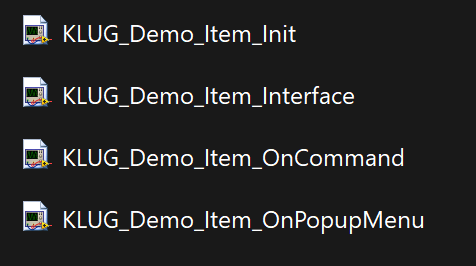 KLUG_Demo_Item_Init
KLUG_Demo_Item_Interface
KLUG_Demo_Item_OnCommand
KLUG_Demo_Item_OnPopupMenu